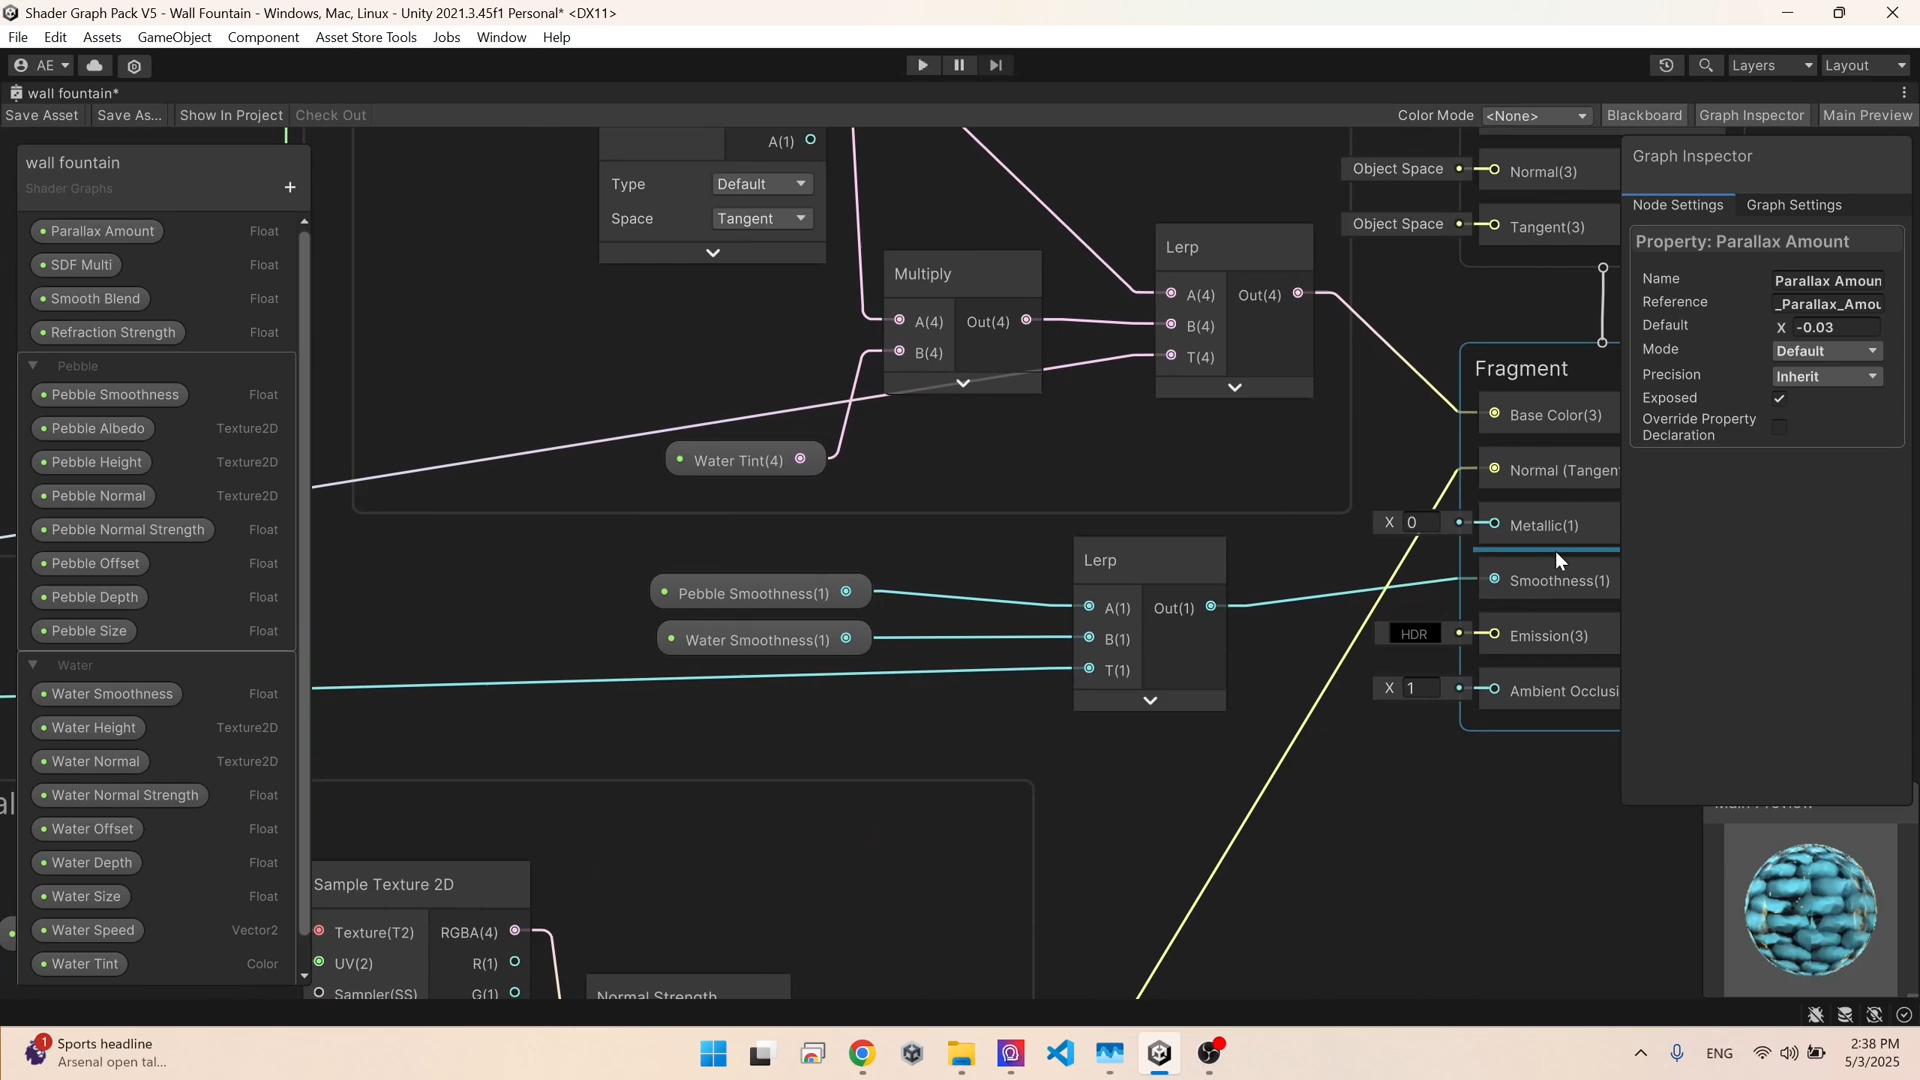 Shader Graph Pack V5 - Wall Fountain - Windows, Mac, Linux - Unity 2021.3.45f1 Personal* <DX11>
File Edit Assets GameObject Component Asset Store Tools Jobs Window Help
AE Layers Layout
wall fountain*
Save Asset Save As... Show In Project Check Out Color Mode <None> Blackboard Graph Inspector Main Preview
wall fountain
Shader Graphs
Parallax Amount Float
SDF Multi Float
Smooth Blend Float
Refraction Strength Float
Pebble
Pebble Smoothness Float
Pebble Albedo Texture2D
Pebble Height Texture2D
Pebble Normal Texture2D
Pebble Normal Strength Float
Pebble Offset Float
Pebble Depth Float
Pebble Size Float
Water
Water Smoothness Float
Water Height Texture2D
Water Normal Texture2D
Water Normal Strength Float
Water Offset Float
Water Depth Float
Water Size Float
Water Speed Vector2
Water Tint Color
A(1)
Type Default
Space Tangent
Multiply
A(4) Out(4)
B(4)
Water Tint(4)
Lerp
A(4) Out(4)
B(4)
T(4)
Pebble Smoothness(1)
Water Smoothness(1)
Lerp
A(1) Out(1)
B(1)
T(1)
Sample Texture 2D
Texture(T2) RGBA(4)
UV(2) R(1)
Sampler(SS) G(1)
Normal Strength
Object Space Normal(3)
Object Space Tangent(3)
Fragment
Base Color(3)
Normal (Tangen
X 0 Metallic(1)
Smoothness(1)
HDR Emission(3)
X 1 Ambient Occlusi
Graph Inspector
Node Settings Graph Settings
Property: Parallax Amount
Name Parallax Amoun
Reference _Parallax_Amou
Default X -0.03
Mode Default
Precision Inherit
Exposed
Override Property
Declaration
Main Preview
1
Sports headline
Arsenal open tal...
ENG
2:38 PM
5/3/2025